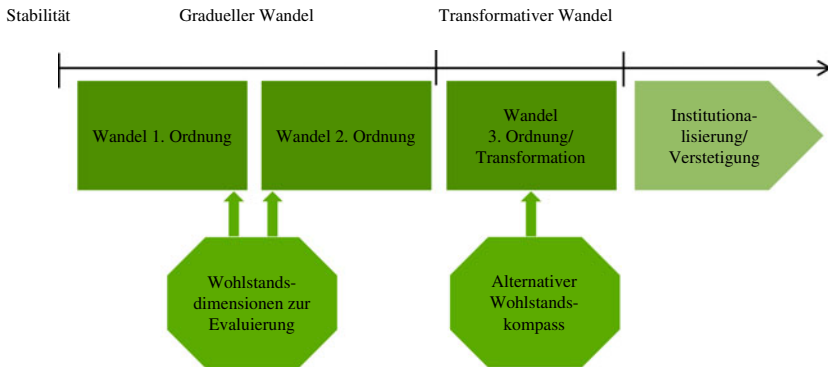 Stabilität
Gradueller Wandel
Transformativer Wandel
Wandel 1. Ordnung
Wandel 2. Ordnung
Wandel
3. Ordnung/
Transformation
Institutiona-
lisierung/
Verstetigung
Wohlstands-
dimensionen zur
Evaluierung
Alternativer
Wohlstands-
kompass